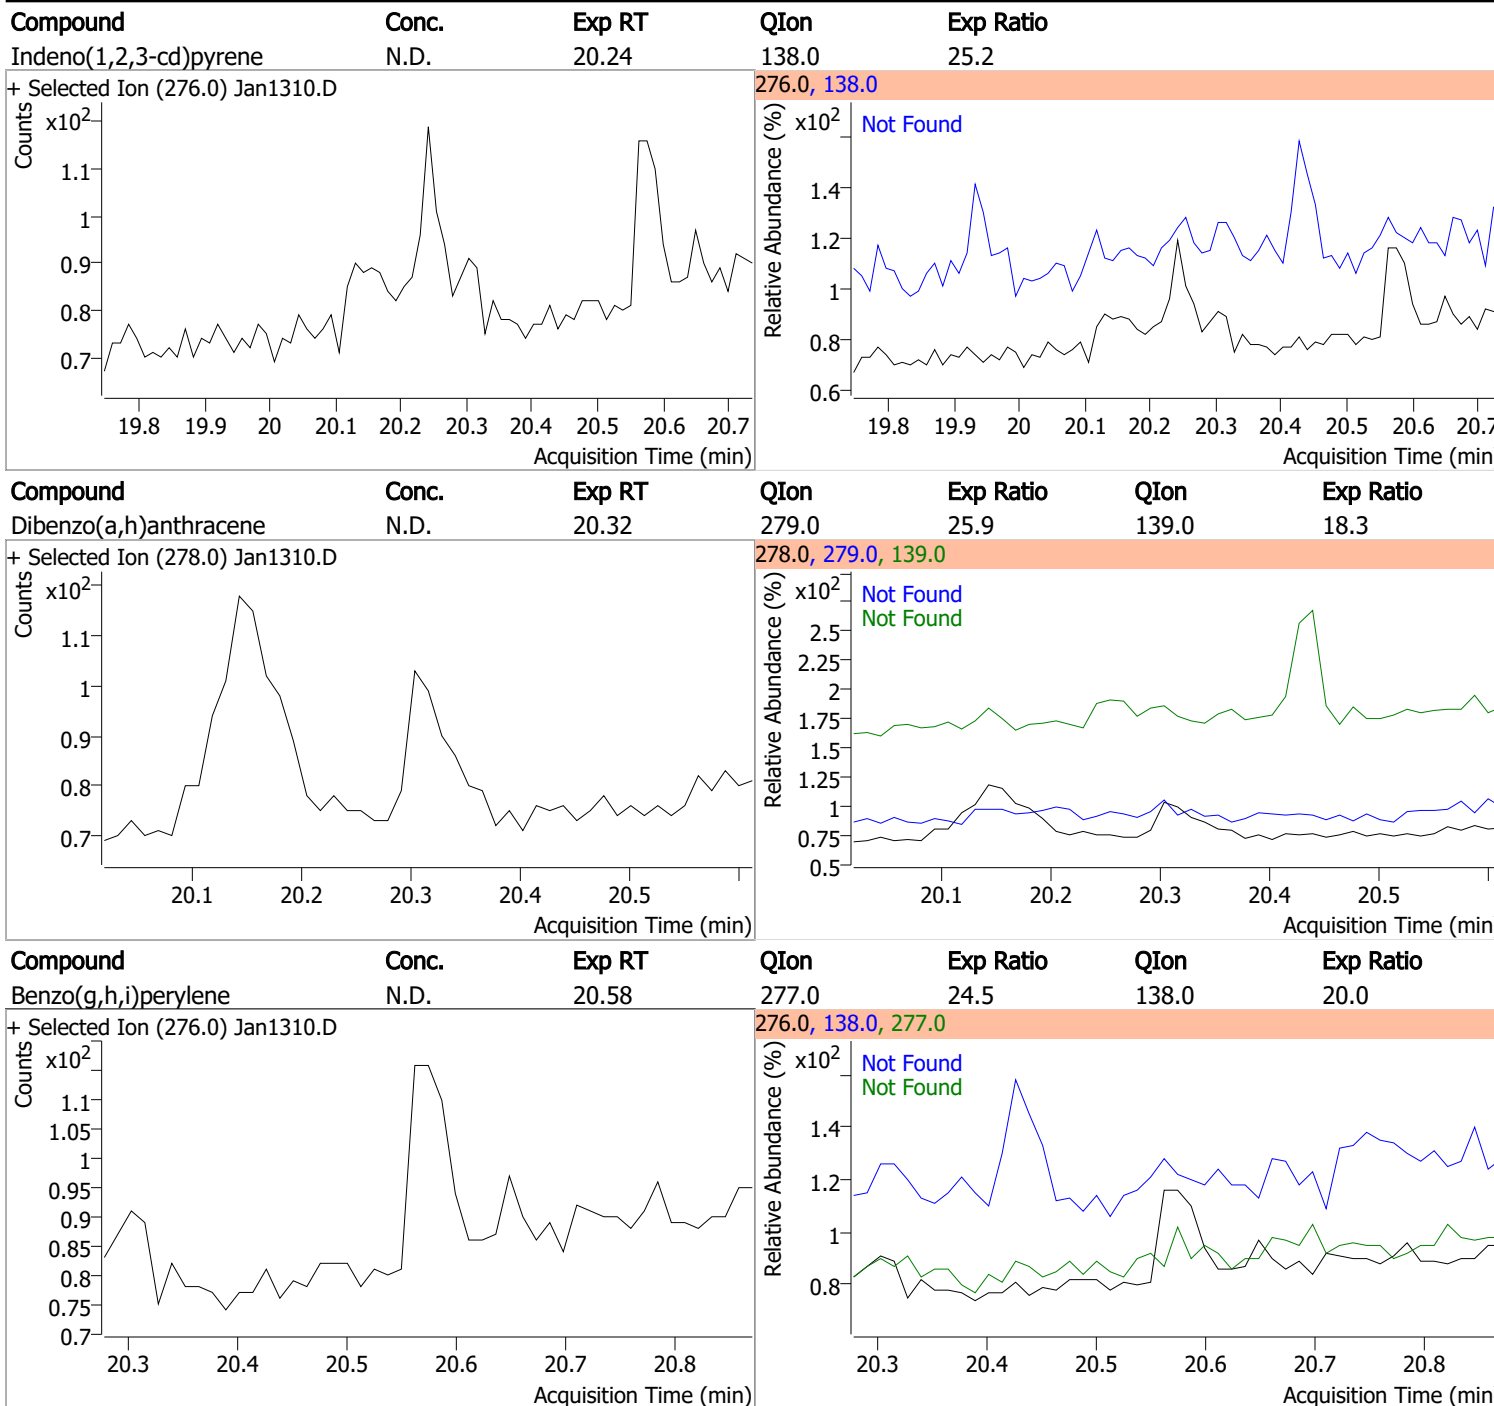 Compound Conc. Exp RT QIon Exp Ratio
Indeno(1,2,3-cd)pyrene N.D. 20.24 138.0 25.2
+ Selected Ion (276.0) Jan1310.D
Counts
x10²
1.1
1
0.9
0.8
0.7
19.8 19.9 20 20.1 20.2 20.3 20.4 20.5 20.6 20.7
Acquisition Time (min)
276.0, 138.0
Relative Abundance (%)
x10²
Not Found
1.4
1.2
1
0.8
0.6
19.8 19.9 20 20.1 20.2 20.3 20.4 20.5 20.6 20.7
Acquisition Time (min
Compound Conc. Exp RT QIon Exp Ratio QIon Exp Ratio
Dibenzo(a,h)anthracene N.D. 20.32 279.0 25.9 139.0 18.3
+ Selected Ion (278.0) Jan1310.D
Counts
x10²
1.1
1
0.9
0.8
0.7
20.1 20.2 20.3 20.4 20.5
Acquisition Time (min)
278.0, 279.0, 139.0
Relative Abundance (%)
x10²
Not Found
Not Found
2.5
2.25
2
1.75
1.5
1.25
1
0.75
0.5
20.1 20.2 20.3 20.4 20.5
Acquisition Time (min
Compound Conc. Exp RT QIon Exp Ratio QIon Exp Ratio
Benzo(g,h,i)perylene N.D. 20.58 277.0 24.5 138.0 20.0
+ Selected Ion (276.0) Jan1310.D
Counts
x10²
1.1
1.05
1
0.95
0.9
0.85
0.8
0.75
0.7
20.3 20.4 20.5 20.6 20.7 20.8
Acquisition Time (min)
276.0, 138.0, 277.0
Relative Abundance (%)
x10²
Not Found
Not Found
1.4
1.2
1
0.8
20.3 20.4 20.5 20.6 20.7 20.8
Acquisition Time (min